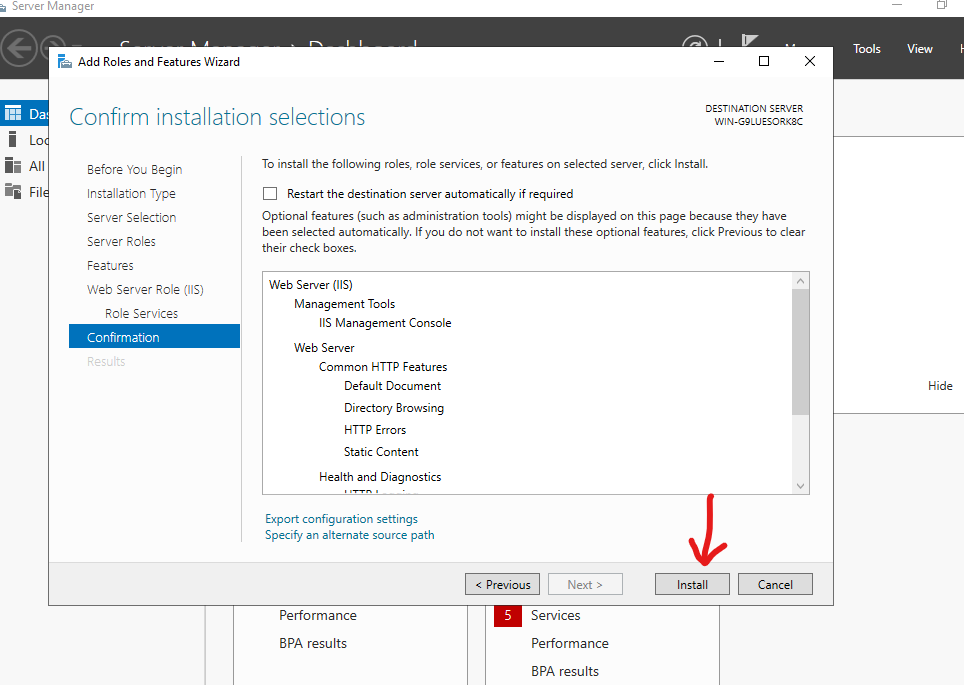 Server Manager
Tools View
Add Roles and Features Wizard
Confirm installation selections
DESTINATION SERVER
WIN-G9LUESORK8C
Before You Begin
Installation Type
Server Selection
Server Roles
Features
Web Server Role (IIS)
Role Services
Confirmation
Results
To install the following roles, role services, or features on selected server, click Install.
Restart the destination server automatically if required
Optional features (such as administration tools) might be displayed on this page because they have
been selected automatically. If you do not want to install these optional features, click Previous to clear
their check boxes.
Web Server (IIS)
Management Tools
IIS Management Console
Web Server
Common HTTP Features
Default Document
Directory Browsing
HTTP Errors
Static Content
Health and Diagnostics
Export configuration settings
Specify an alternate source path
< Previous Next > Install Cancel
All
File
Hide
Performance
BPA results
5 Services
Performance
BPA results